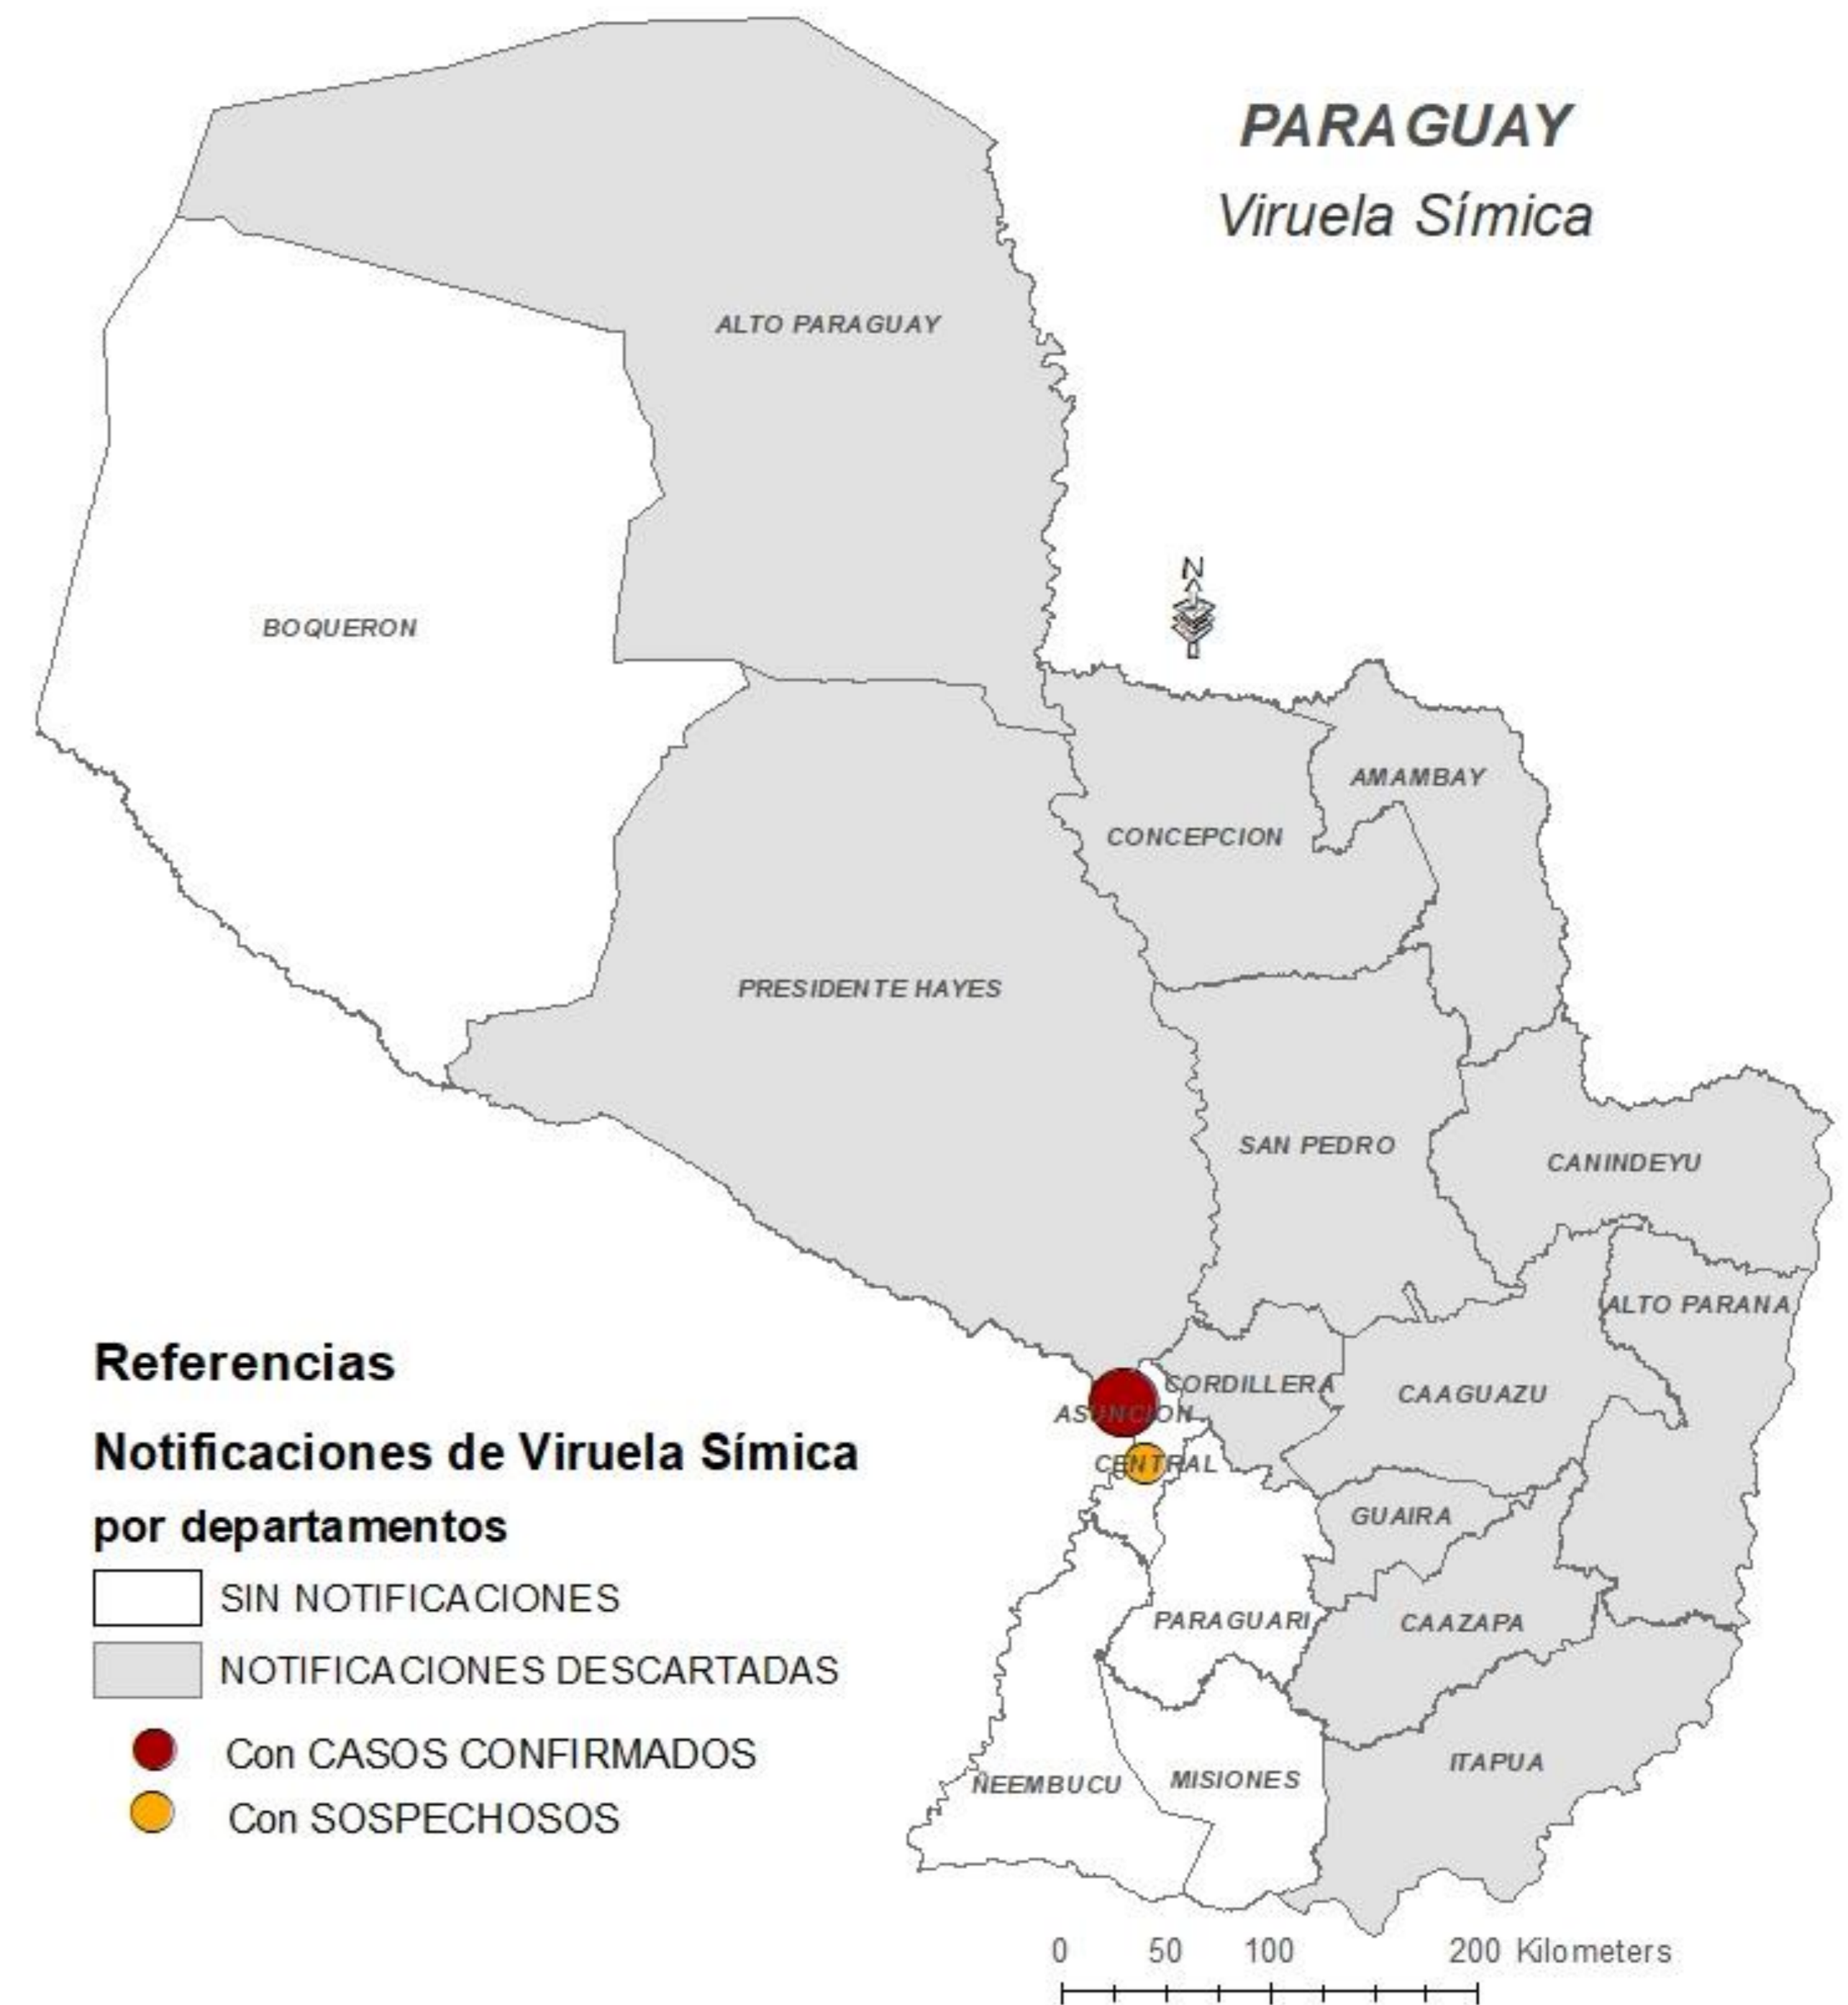 PARAGUAY
Viruela Símica
ALTO PARAGUAY
BOQUERON
N
AMAMBAY
CONCEPCION
PRESIDENTE HAYES
SAN PEDRO
CANINDEYU
ALTO PARANA
CORDILLERA
CAAGUAZU
ASUNCION
CENTRAL
GUAIRA
PARAGUARI
CAAZAPA
ITAPUA
ÑEEMBUCU
MISIONES
Referencias
Notificaciones de Viruela Símica
por departamentos
SIN NOTIFICACIONES
NOTIFICACIONES DESCARTADAS
Con CASOS CONFIRMADOS
Con SOSPECHOSOS
0 50 100 200 Kilometers